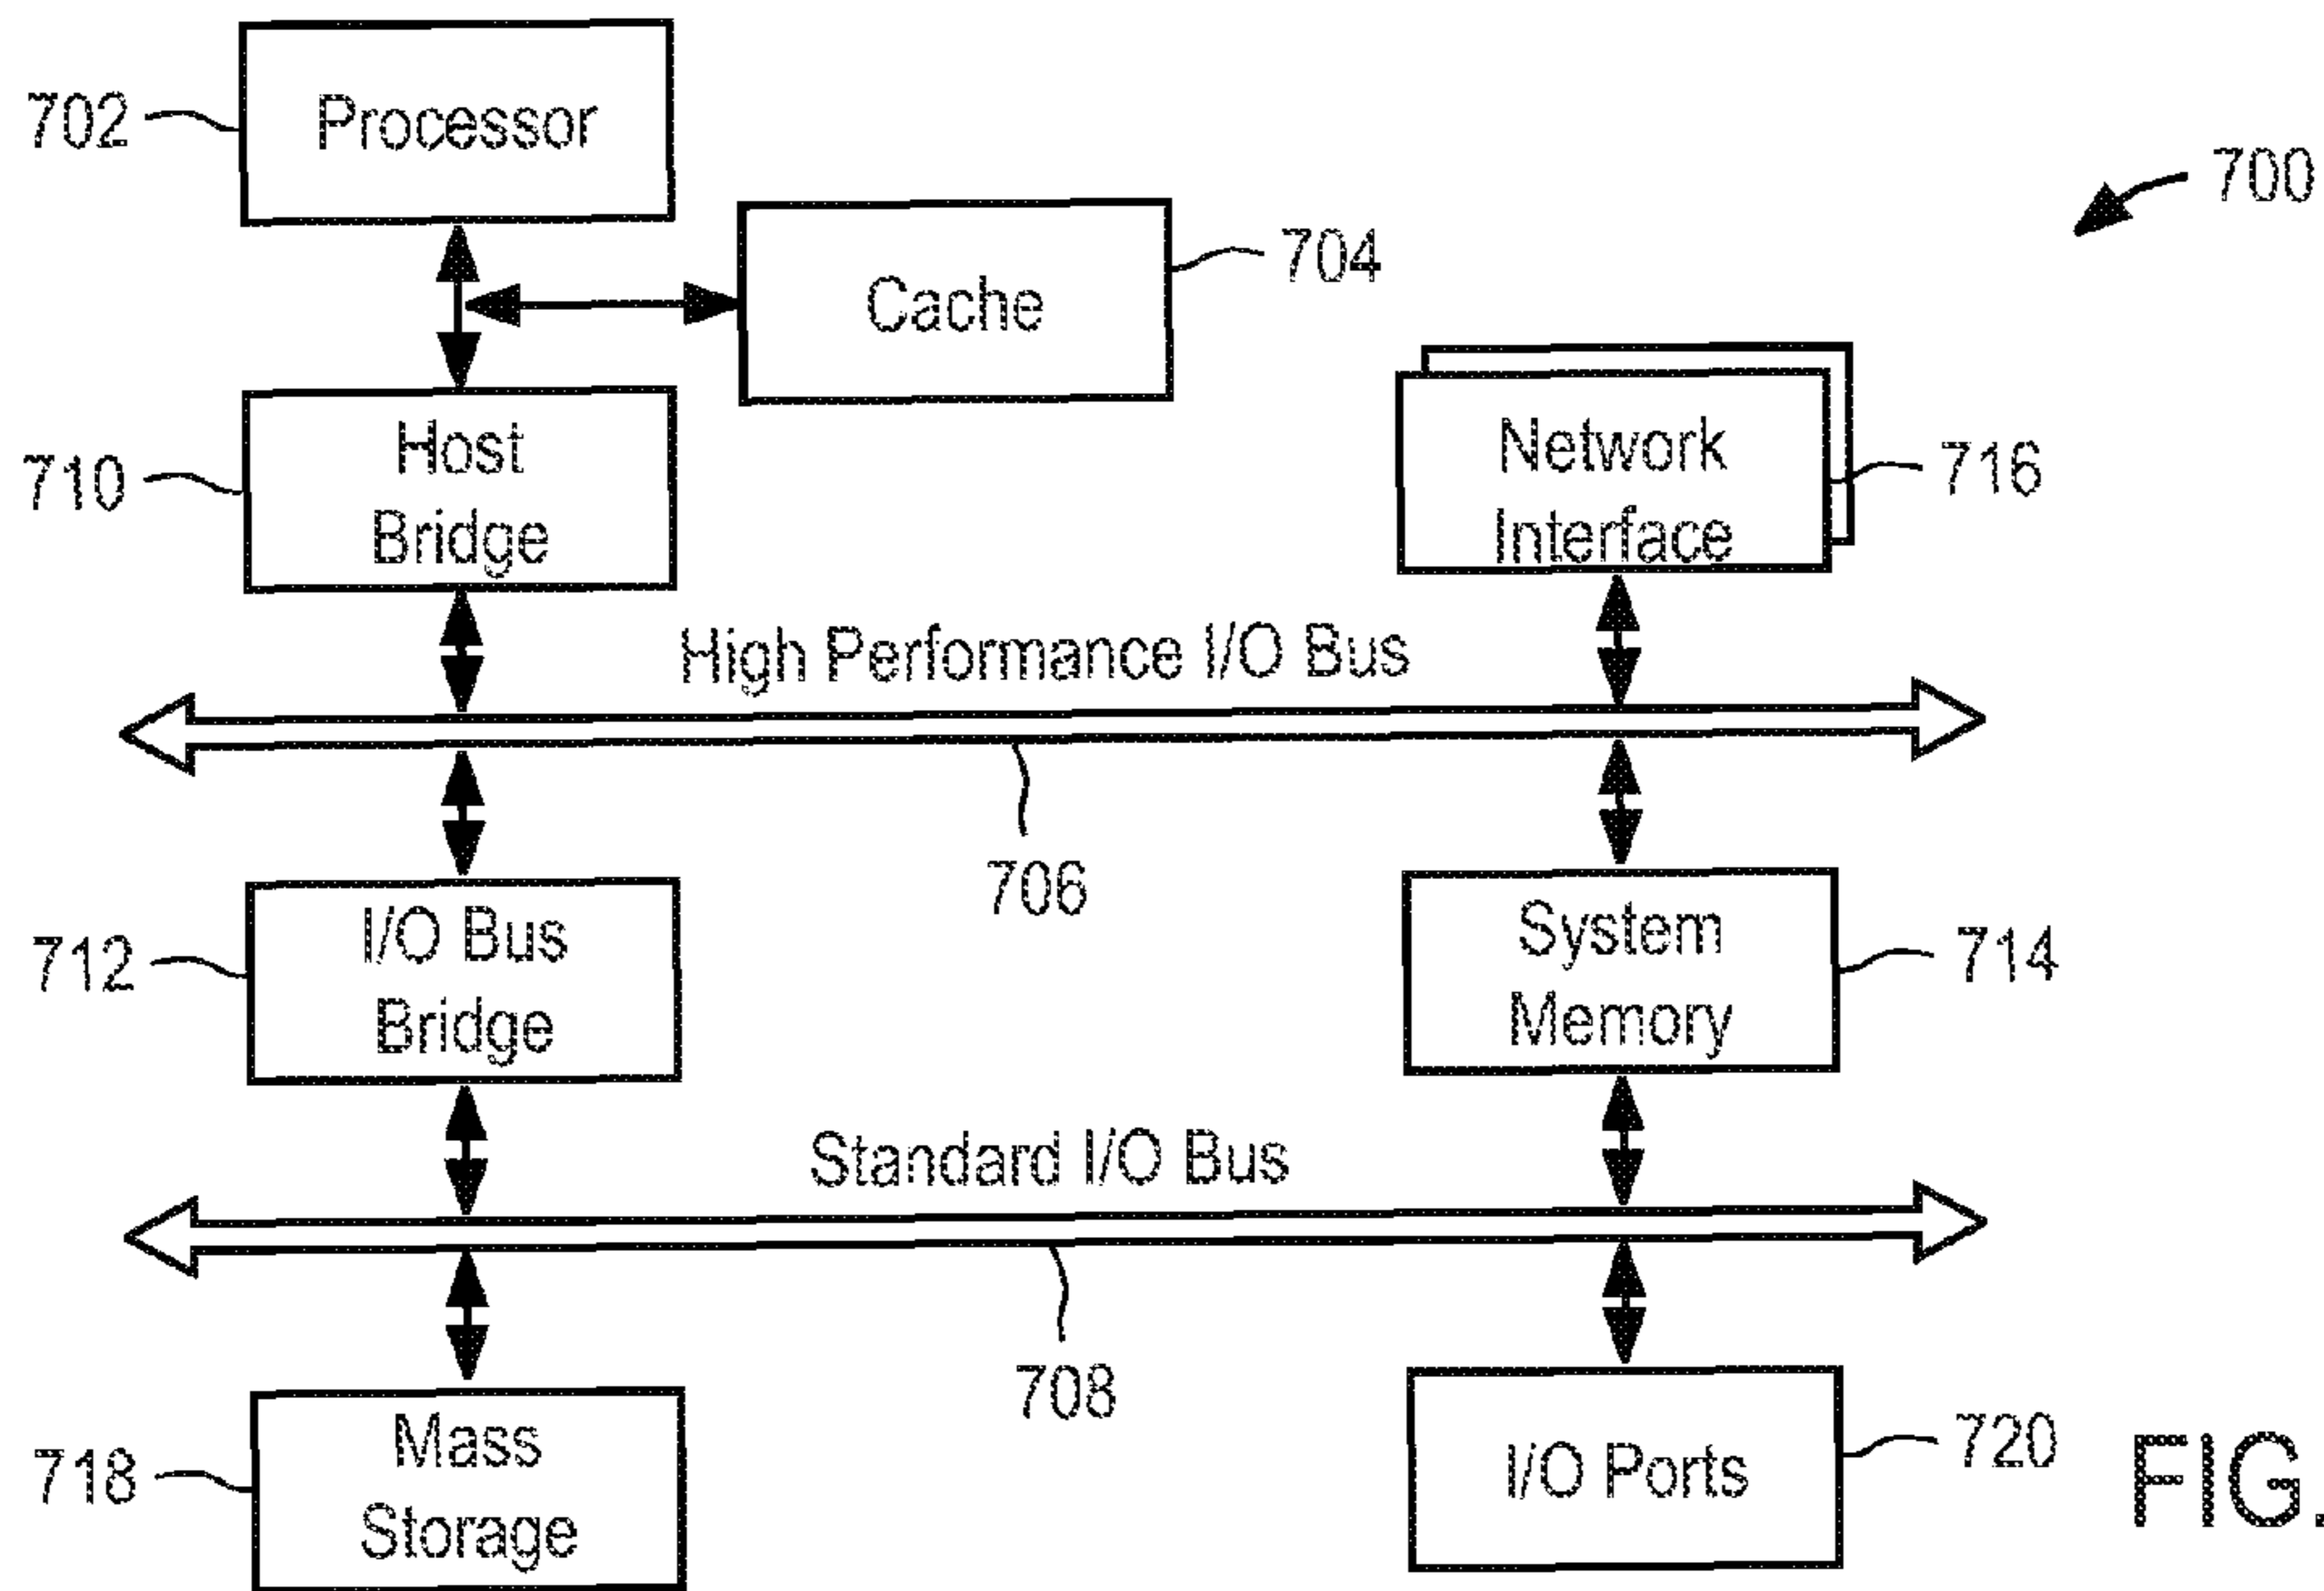 702
Processor
700
Cache
704
710
Host
Bridge
Network
Interface
716
High Performance I/O Bus
706
712
I/O Bus
Bridge
System
Memory
714
Standard I/O Bus
708
718
Mass
Storage
I/O Ports
720
FIG.